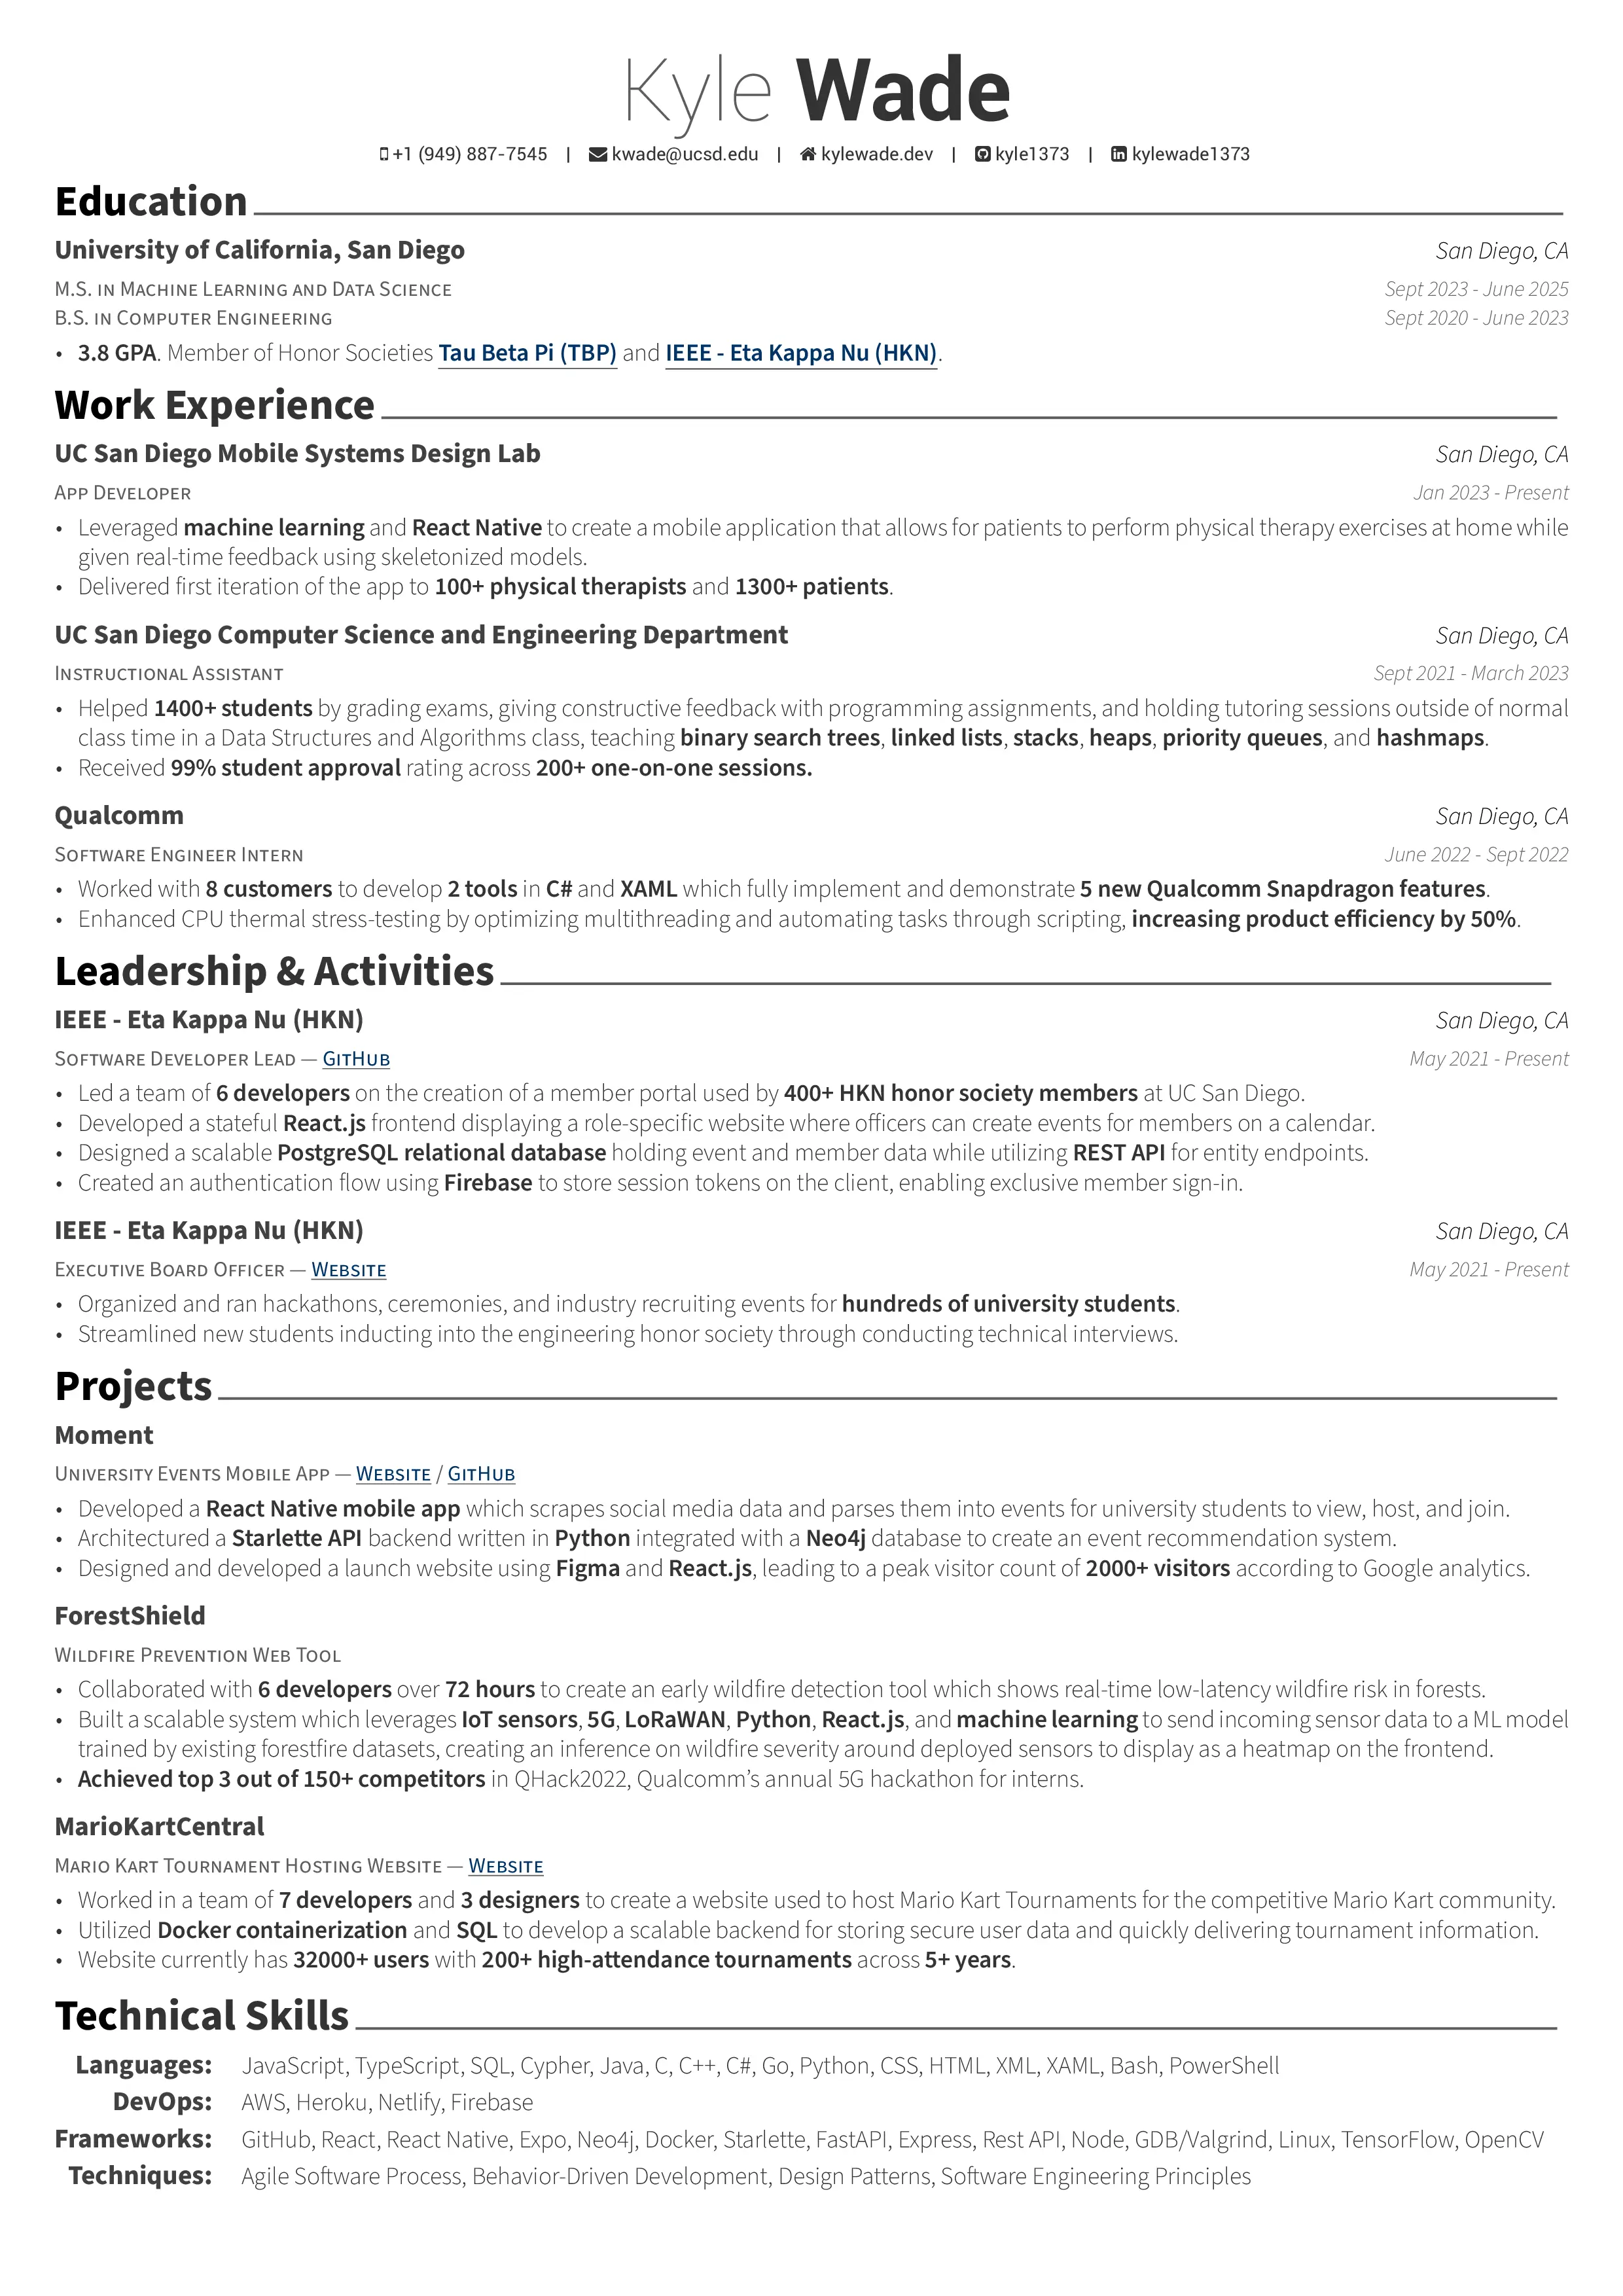 Kyle Wade
+1 (949) 887-7545 | kwade@ucsd.edu | kylewade.dev | kyle1373 | kylewade1373
Education
University of California, San Diego San Diego, CA
M.S. in Machine Learning and Data Science Sept 2023 - June 2025
B.S. in Computer Engineering Sept 2020 - June 2023
• 3.8 GPA. Member of Honor Societies Tau Beta Pi (TBP) and IEEE - Eta Kappa Nu (HKN).
Work Experience
UC San Diego Mobile Systems Design Lab San Diego, CA
App Developer Jan 2023 - Present
• Leveraged machine learning and React Native to create a mobile application that allows for patients to perform physical therapy exercises at home while
given real-time feedback using skeletonized models.
• Delivered first iteration of the app to 100+ physical therapists and 1300+ patients.
UC San Diego Computer Science and Engineering Department San Diego, CA
Instructional Assistant Sept 2021 - March 2023
• Helped 1400+ students by grading exams, giving constructive feedback with programming assignments, and holding tutoring sessions outside of normal
class time in a Data Structures and Algorithms class, teaching binary search trees, linked lists, stacks, heaps, priority queues, and hashmaps.
• Received 99% student approval rating across 200+ one-on-one sessions.
Qualcomm San Diego, CA
Software Engineer Intern June 2022 - Sept 2022
• Worked with 8 customers to develop 2 tools in C# and XAML which fully implement and demonstrate 5 new Qualcomm Snapdragon features.
• Enhanced CPU thermal stress-testing by optimizing multithreading and automating tasks through scripting, increasing product efficiency by 50%.
Leadership & Activities
IEEE - Eta Kappa Nu (HKN) San Diego, CA
Software Developer Lead — GitHub May 2021 - Present
• Led a team of 6 developers on the creation of a member portal used by 400+ HKN honor society members at UC San Diego.
• Developed a stateful React.js frontend displaying a role-specific website where officers can create events for members on a calendar.
• Designed a scalable PostgreSQL relational database holding event and member data while utilizing REST API for entity endpoints.
• Created an authentication flow using Firebase to store session tokens on the client, enabling exclusive member sign-in.
IEEE - Eta Kappa Nu (HKN) San Diego, CA
Executive Board Officer — Website May 2021 - Present
• Organized and ran hackathons, ceremonies, and industry recruiting events for hundreds of university students.
• Streamlined new students inducting into the engineering honor society through conducting technical interviews.
Projects
Moment
University Events Mobile App — Website / GitHub
• Developed a React Native mobile app which scrapes social media data and parses them into events for university students to view, host, and join.
• Architectured a Starlette API backend written in Python integrated with a Neo4j database to create an event recommendation system.
• Designed and developed a launch website using Figma and React.js, leading to a peak visitor count of 2000+ visitors according to Google analytics.
ForestShield
Wildfire Prevention Web Tool
• Collaborated with 6 developers over 72 hours to create an early wildfire detection tool which shows real-time low-latency wildfire risk in forests.
• Built a scalable system which leverages IoT sensors, 5G, LoRaWAN, Python, React.js, and machine learning to send incoming sensor data to a ML model
trained by existing forestfire datasets, creating an inference on wildfire severity around deployed sensors to display as a heatmap on the frontend.
• Achieved top 3 out of 150+ competitors in QHack2022, Qualcomm's annual 5G hackathon for interns.
MarioKartCentral
Mario Kart Tournament Hosting Website — Website
• Worked in a team of 7 developers and 3 designers to create a website used to host Mario Kart Tournaments for the competitive Mario Kart community.
• Utilized Docker containerization and SQL to develop a scalable backend for storing secure user data and quickly delivering tournament information.
• Website currently has 32000+ users with 200+ high-attendance tournaments across 5+ years.
Technical Skills
Languages: JavaScript, TypeScript, SQL, Cypher, Java, C, C++, C#, Go, Python, CSS, HTML, XML, XAML, Bash, PowerShell
DevOps: AWS, Heroku, Netlify, Firebase
Frameworks: GitHub, React, React Native, Expo, Neo4j, Docker, Starlette, FastAPI, Express, Rest API, Node, GDB/Valgrind, Linux, TensorFlow, OpenCV
Techniques: Agile Software Process, Behavior-Driven Development, Design Patterns, Software Engineering Principles